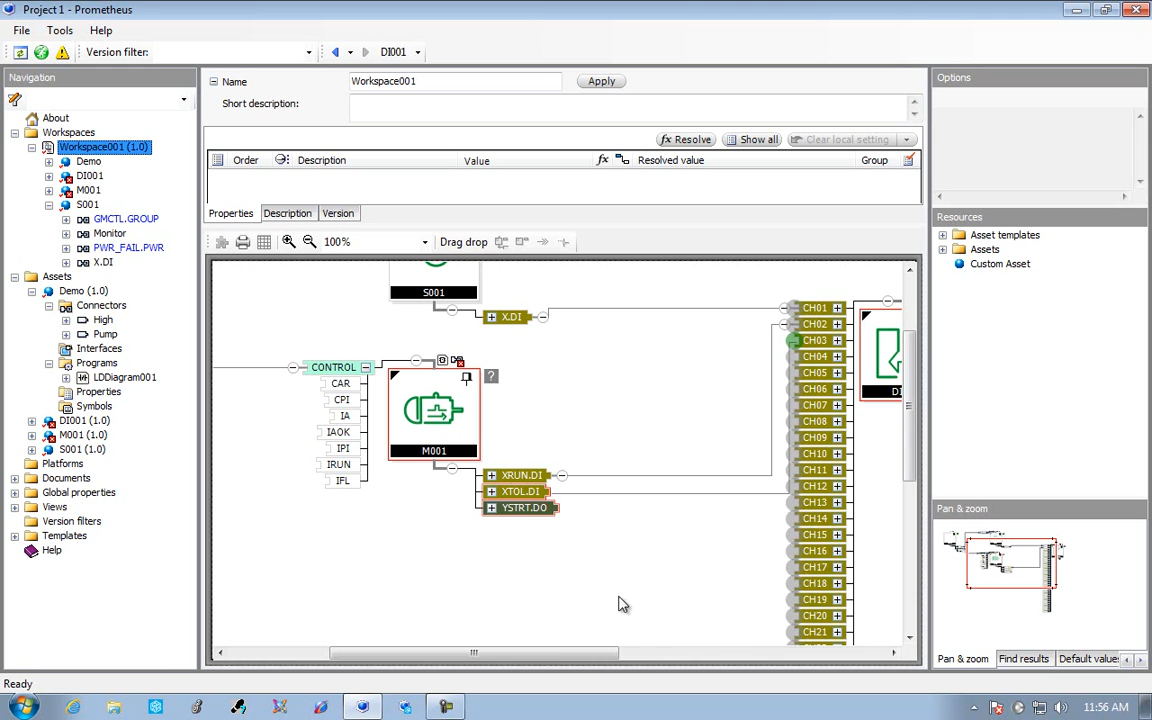 Project 1 - Prometheus
File Tools Help
Version filter: DI001
Navigation
About
Workspaces
Workspace001 (1.0)
Demo
DI001
M001
S001
GMCTL.GROUP
Monitor
PWR_FAIL.PWR
X.DI
Assets
Demo (1.0)
Connectors
High
Pump
Interfaces
Programs
LDDiagram001
Properties
Symbols
DI001 (1.0)
M001 (1.0)
S001 (1.0)
Platforms
Documents
Global properties
Views
Version filters
Templates
Help
Name Workspace001 Apply
Short description:
fx Resolve Show all Clear local setting
Order Description Value fx Resolved value Group
Properties Description Version
100% Drag drop
S001
X.DI
CONTROL
CAR
CPI
IA
IAOK
IPI
IRUN
IFL
?
M001
XRUN.DI
XTOL.DI
YSTRT.DO
CH01
CH02
CH03
CH04
CH05
CH06
CH07
CH08
CH09
CH10
CH11
CH12
CH13
CH14
CH15
CH16
CH17
CH18
CH19
CH20
CH21
DI
Options
Resources
Asset templates
Assets
Custom Asset
Pan & zoom
Pan & zoom Find results Default values
Ready
11:56 AM